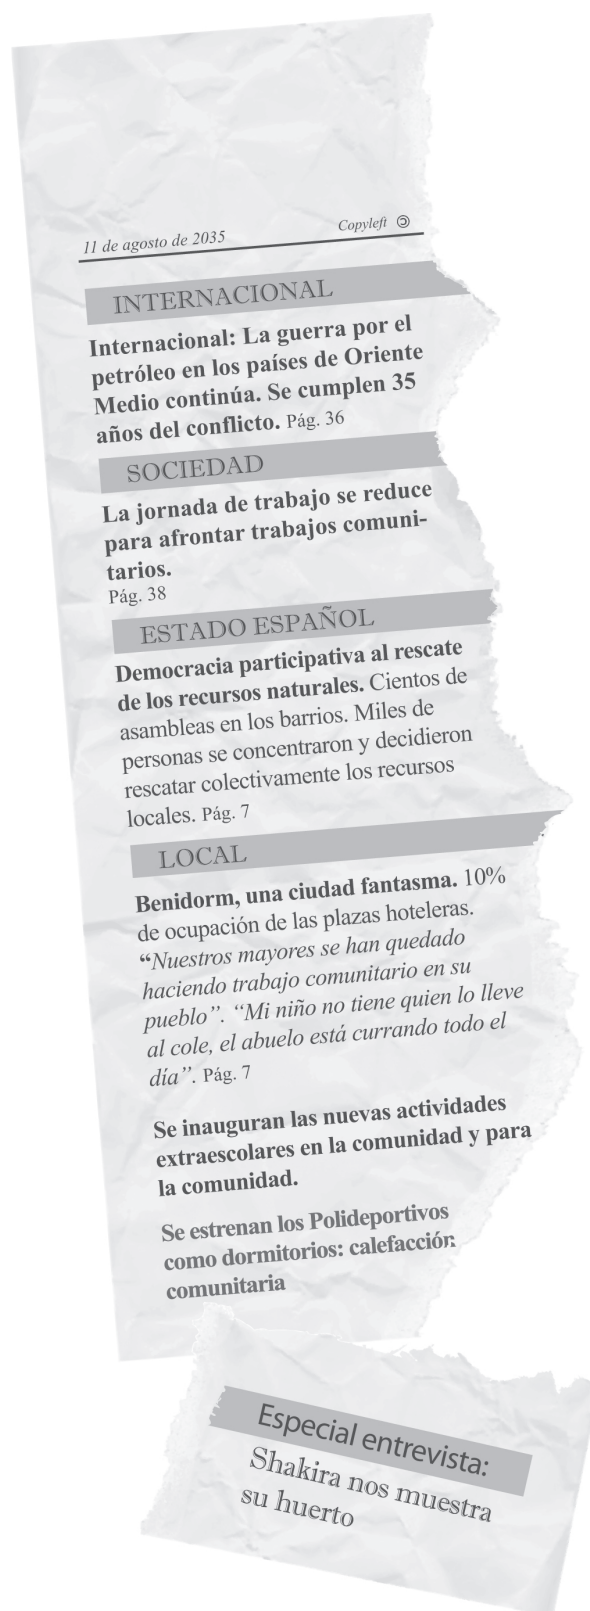 11 de agosto de 2035
Copyleft 🄯
INTERNACIONAL
Internacional: La guerra por el
petróleo en los países de Oriente
Medio continúa. Se cumplen 35
años del conflicto. Pág. 36
SOCIEDAD
La jornada de trabajo se reduce
para afrontar trabajos comuni-
tarios.
Pág. 38
ESTADO ESPAÑOL
Democracia participativa al rescate
de los recursos naturales. Cientos de
asambleas en los barrios. Miles de
personas se concentraron y decidieron
rescatar colectivamente los recursos
locales. Pág. 7
LOCAL
Benidorm, una ciudad fantasma. 10%
de ocupación de las plazas hoteleras.
“Nuestros mayores se han quedado
haciendo trabajo comunitario en su
pueblo”. “Mi niño no tiene quien lo lleve
al cole, el abuelo está currando todo el
día”. Pág. 7
Se inauguran las nuevas actividades
extraescolares en la comunidad y para
la comunidad.
Se estrenan los Polideportivos
como dormitorios: calefacción
comunitaria
Especial entrevista:
Shakira nos muestra
su huerto